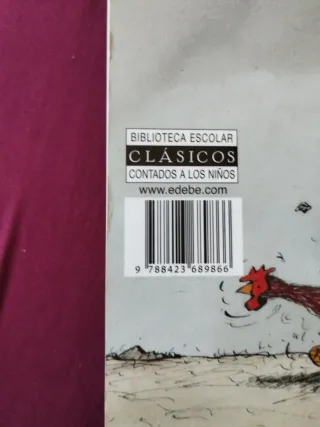 BIBLIOTECA ESCOLAR
CLÁSICOS
CONTADOS A LOS NIÑOS
www.edebe.com
9 788423 689866